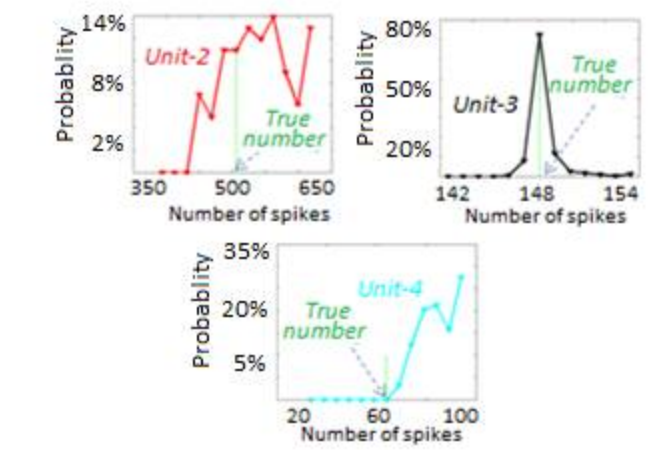 14%
8%
2%
Probablity
Unit-2
True
number
350 500 650
Number of spikes
80%
50%
20%
Probablity
Unit-3
True
number
142 148 154
Number of spikes
35%
20%
5%
Probablity
Unit-4
True
number
20 60 100
Number of spikes